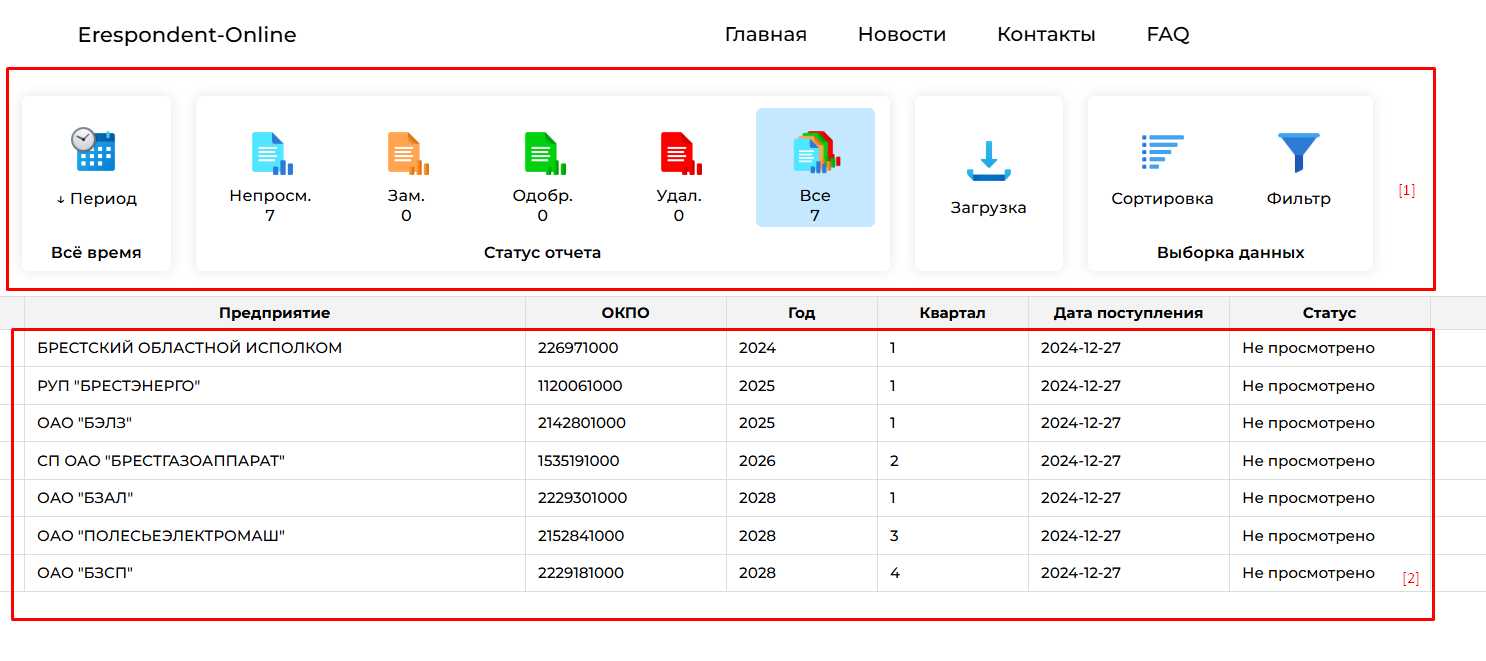 Erespondent-Online Главная Новости Контакты FAQ
↓ Период
Всё время
Непросм.
7
Зам.
0
Одобр.
0
Удал.
0
Все
7
Статус отчета
Загрузка
Сортировка Фильтр
Выборка данных
[1]
Предприятие ОКПО Год Квартал Дата поступления Статус
БРЕСТСКИЙ ОБЛАСТНОЙ ИСПОЛКОМ 226971000 2024 1 2024-12-27 Не просмотрено
РУП "БРЕСТЭНЕРГО" 1120061000 2025 1 2024-12-27 Не просмотрено
ОАО "БЭЛЗ" 2142801000 2025 1 2024-12-27 Не просмотрено
СП ОАО "БРЕСТГАЗОАППАРАТ" 1535191000 2026 2 2024-12-27 Не просмотрено
ОАО "БЗАЛ" 2229301000 2028 1 2024-12-27 Не просмотрено
ОАО "ПОЛЕСЬЕЭЛЕКТРОМАШ" 2152841000 2028 3 2024-12-27 Не просмотрено
ОАО "БЗСП" 2229181000 2028 4 2024-12-27 Не просмотрено
[2]